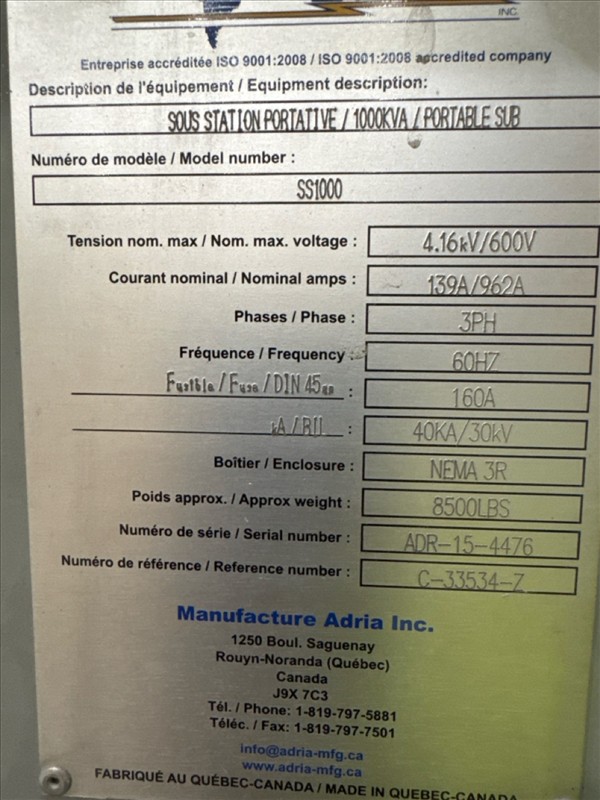 INC.
Entreprise accréditée ISO 9001:2008 / ISO 9001:2008 accredited company
Description de l'équipement / Equipment description:
SOUS STATION PORTATIVE / 1000KVA / PORTABLE SUB
Numéro de modèle / Model number :
SS1000
Tension nom. max / Nom. max. voltage : 4.16kV/600V
Courant nominal / Nominal amps : 139A/962A
Phases / Phase : 3PH
Fréquence / Frequency : 60HZ
Fusible / Fuse / DIN 45 : 160A
kA / BIL : 40KA/30kV
Boîtier / Enclosure : NEMA 3R
Poids approx. / Approx weight : 8500LBS
Numéro de série / Serial number : ADR-15-4476
Numéro de référence / Reference number : C-33534-Z
Manufacture Adria Inc.
1250 Boul. Saguenay
Rouyn-Noranda (Québec)
Canada
J9X 7C3
Tél. / Phone: 1-819-797-5881
Téléc. / Fax: 1-819-797-7501
info@adria-mfg.ca
www.adria-mfg.ca
FABRIQUÉ AU QUÉBEC-CANADA / MADE IN QUEBEC-CANADA